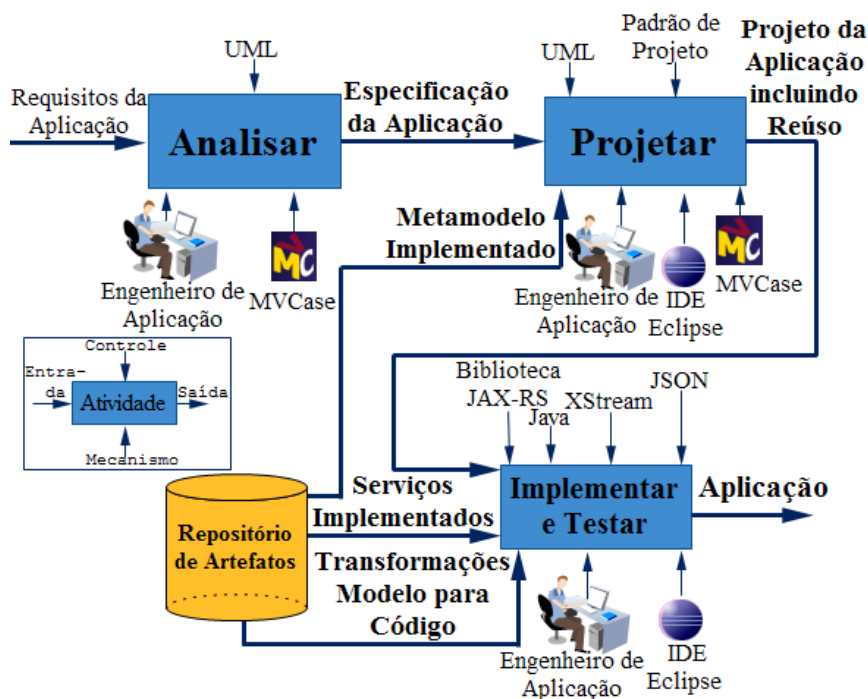 UML
Requisitos da
Aplicação
Analisar
Especificação
da Aplicação
Engenheiro de
Aplicação
MVCase
UML
Padrão de
Projeto
Projetar
Projeto da
Aplicação
incluindo
Reúso
Metamodelo
Implementado
Engenheiro de
Aplicação
IDE
Eclipse
MVCase
Controle
Entra-
da
Atividade
Saída
Mecanismo
Repositório
de Artefatos
Serviços
Implementados
Transformações
Modelo para
Código
Biblioteca
JAX-RS
Java
XStream
JSON
Implementar
e Testar
Aplicação
Engenheiro de
Aplicação
IDE
Eclipse